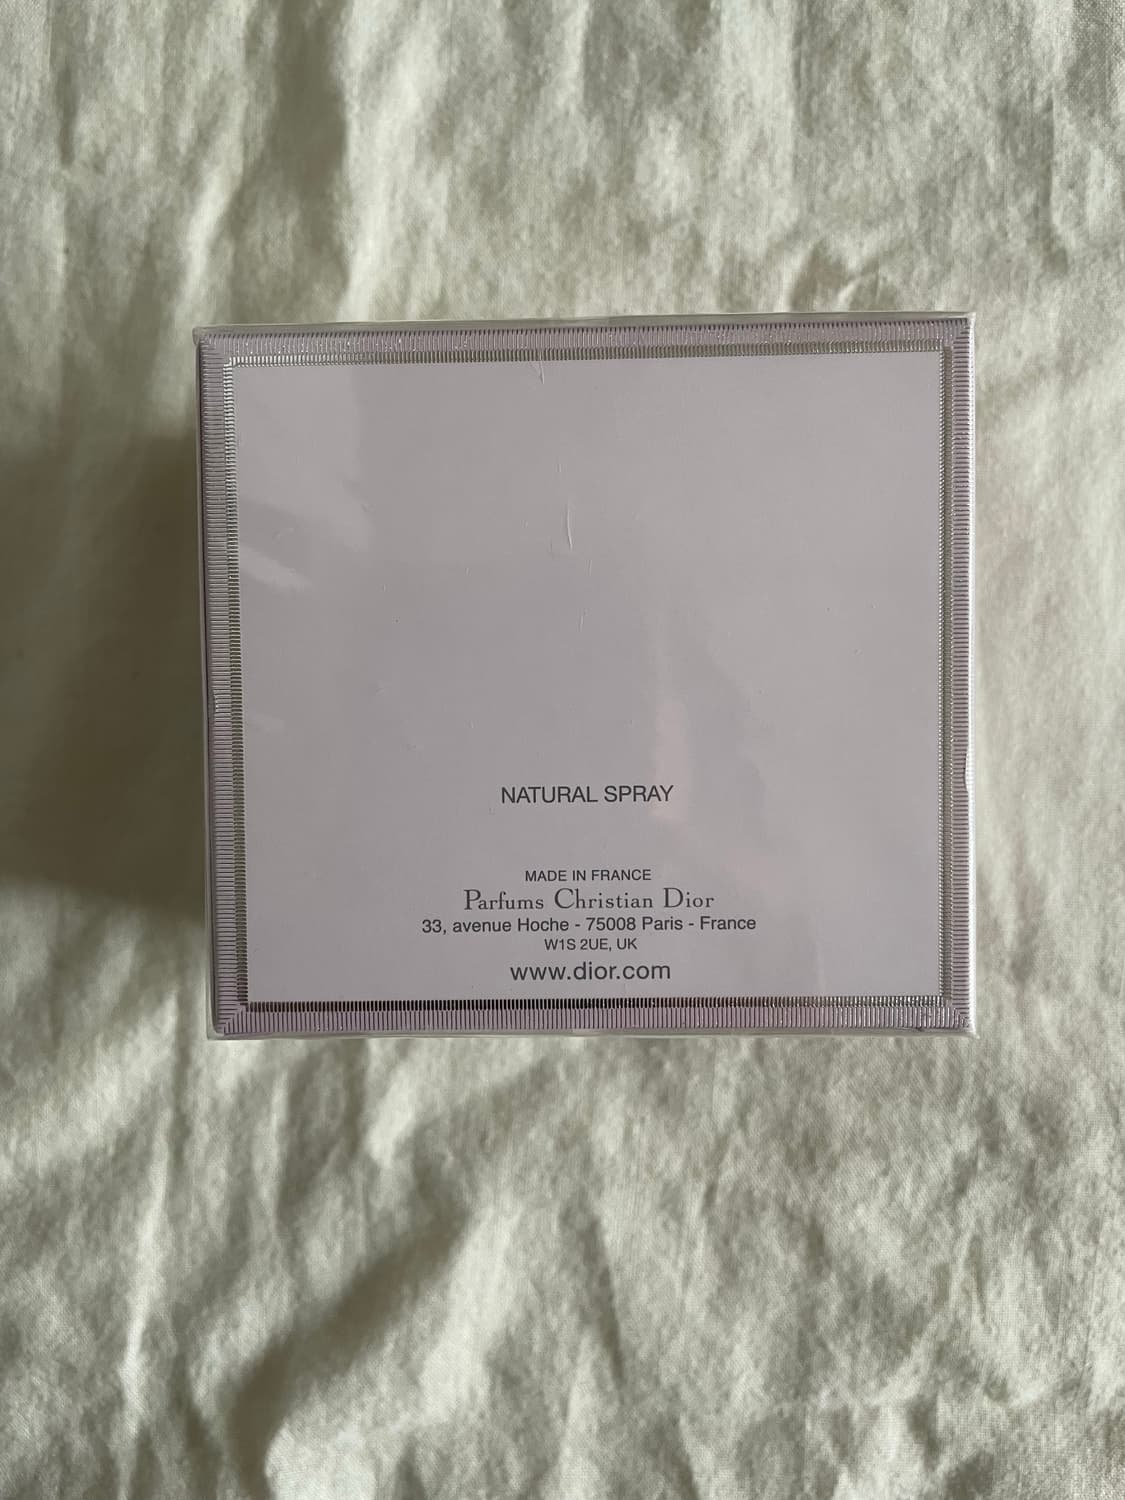 NATURAL SPRAY
MADE IN FRANCE
Parfums Christian Dior
33, avenue Hoche - 75008 Paris - France
W1S 2UE, UK
www.dior.com